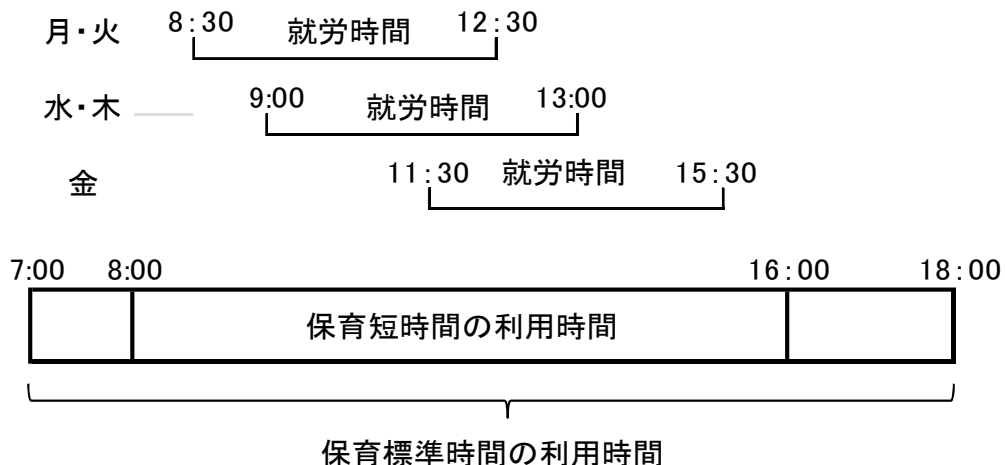 月・火 8:30 就労時間 12:30
水・木 9:00 就労時間 13:00
金 11:30 就労時間 15:30
7:00 8:00 16:00 18:00
保育短時間の利用時間
保育標準時間の利用時間